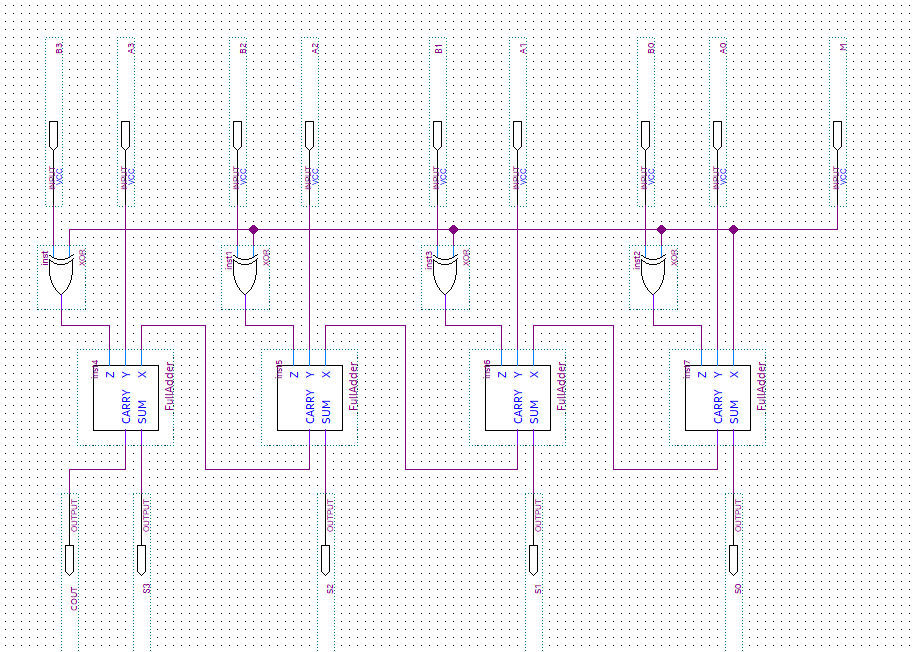 B3 A3 B2 A2 B1 A1 B0 A0 M
INPUT VCC INPUT VCC INPUT VCC INPUT VCC INPUT VCC INPUT VCC INPUT VCC INPUT VCC INPUT VCC
inst XOR inst1 XOR inst3 XOR inst2 XOR
inst4 Z Y X FullAdder inst5 Z Y X FullAdder inst6 Z Y X FullAdder inst7 Z Y X FullAdder
CARRY SUM CARRY SUM CARRY SUM CARRY SUM
OUTPUT OUTPUT OUTPUT OUTPUT OUTPUT
COUT S3 S2 S1 S0